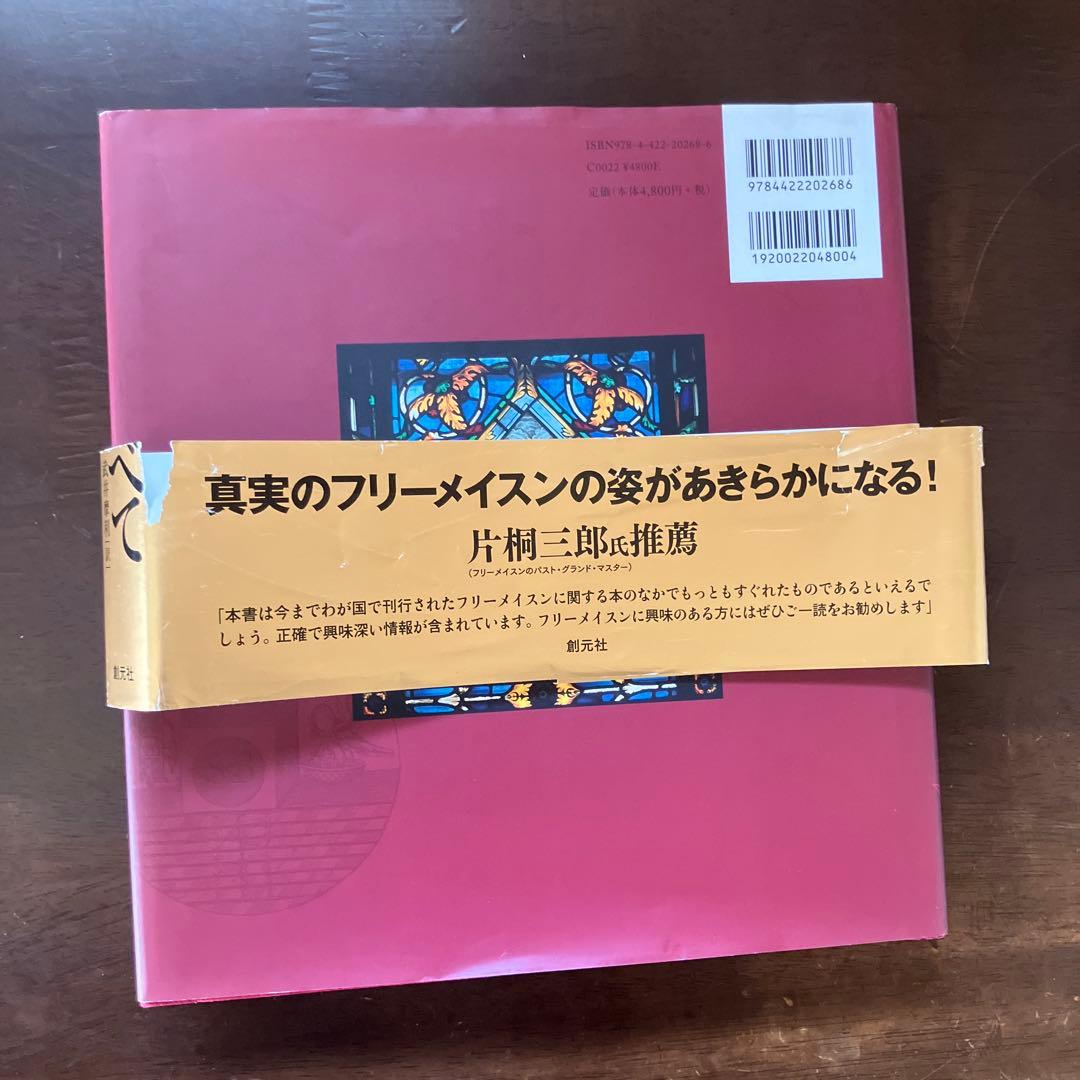 ISBN978-4-422-20268-6
C0022 ¥4800E
定価(本体4,800円+税)
9784422202686
1920022048004
べて
武井摩利[訳]
創元社
真実のフリーメイスンの姿があきらかになる!
片桐三郎氏推薦
(フリーメイスンのパスト・グランド・マスター)
「本書は今までわが国で刊行されたフリーメイスンに関する本のなかでもっともすぐれたものであるといえるで
しょう。正確で興味深い情報が含まれています。フリーメイスンに興味のある方にはぜひご一読をお勧めします」
創元社